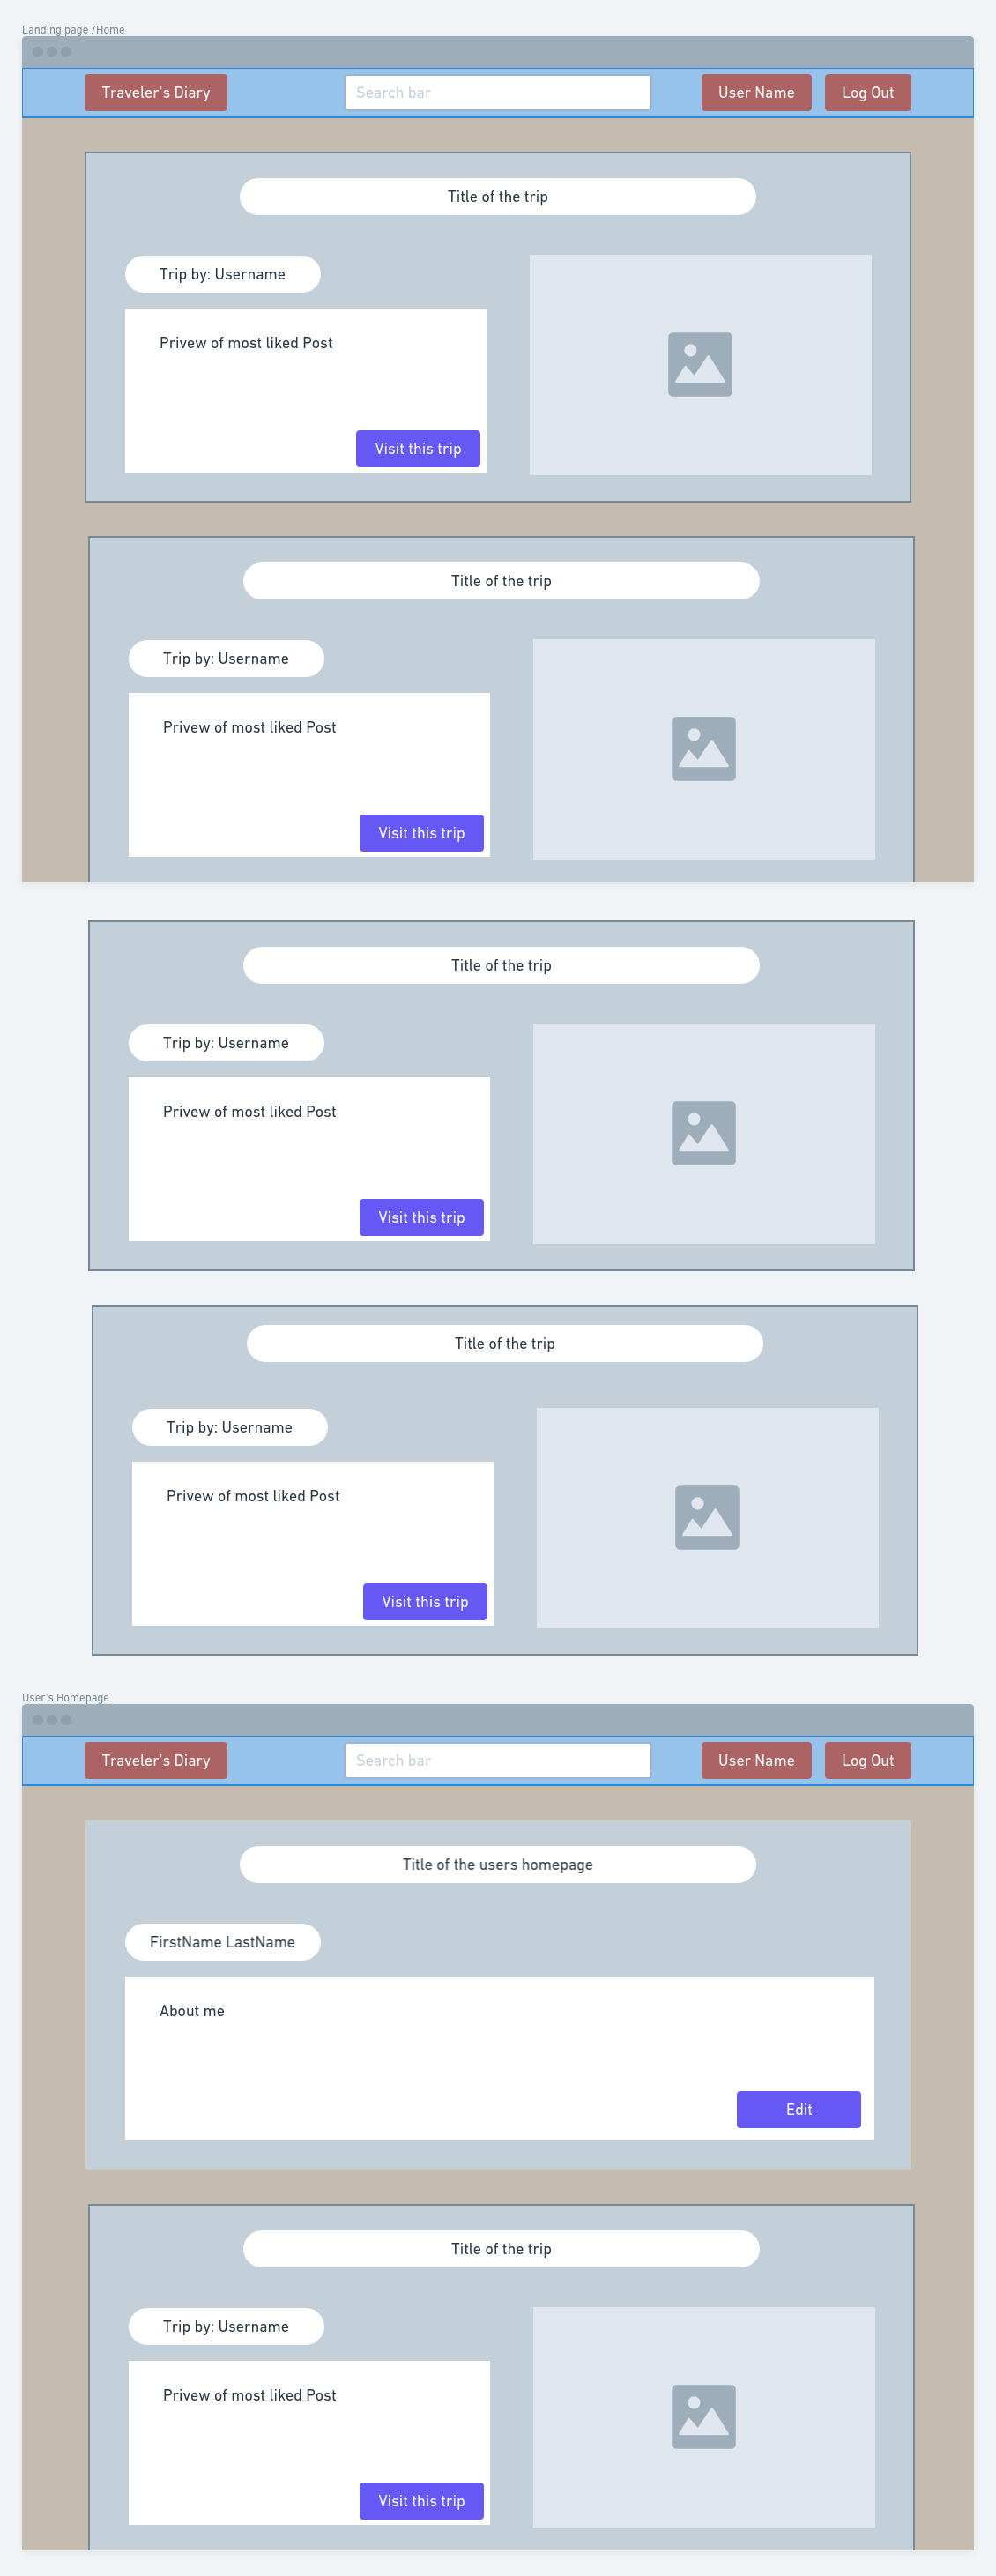 Landing page /Home
Traveler's Diary
Search bar
User Name
Log Out
Title of the trip
Trip by: Username
Privew of most liked Post
Visit this trip
Title of the trip
Trip by: Username
Privew of most liked Post
Visit this trip
Title of the trip
Trip by: Username
Privew of most liked Post
Visit this trip
Title of the trip
Trip by: Username
Privew of most liked Post
Visit this trip
User's Homepage
Traveler's Diary
Search bar
User Name
Log Out
Title of the users homepage
FirstName LastName
About me
Edit
Title of the trip
Trip by: Username
Privew of most liked Post
Visit this trip